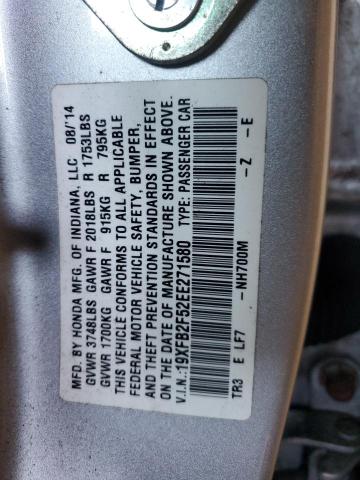 MFD. BY HONDA MFG. OF INDIANA, LLC 08/14
GVWR 3748LBS GAWR F 2018LBS R 1753LBS
GVWR 1700KG GAWR F 915KG R 795KG
THIS VEHICLE CONFORMS TO ALL APPLICABLE
FEDERAL MOTOR VEHICLE SAFETY, BUMPER,
AND THEFT PREVENTION STANDARDS IN EFFECT
ON THE DATE OF MANUFACTURE SHOWN ABOVE.
V.I.N.:19XFB2F52EE271580 TYPE: PASSENGER CAR
-NH700M -Z -E
TR3 E LF7